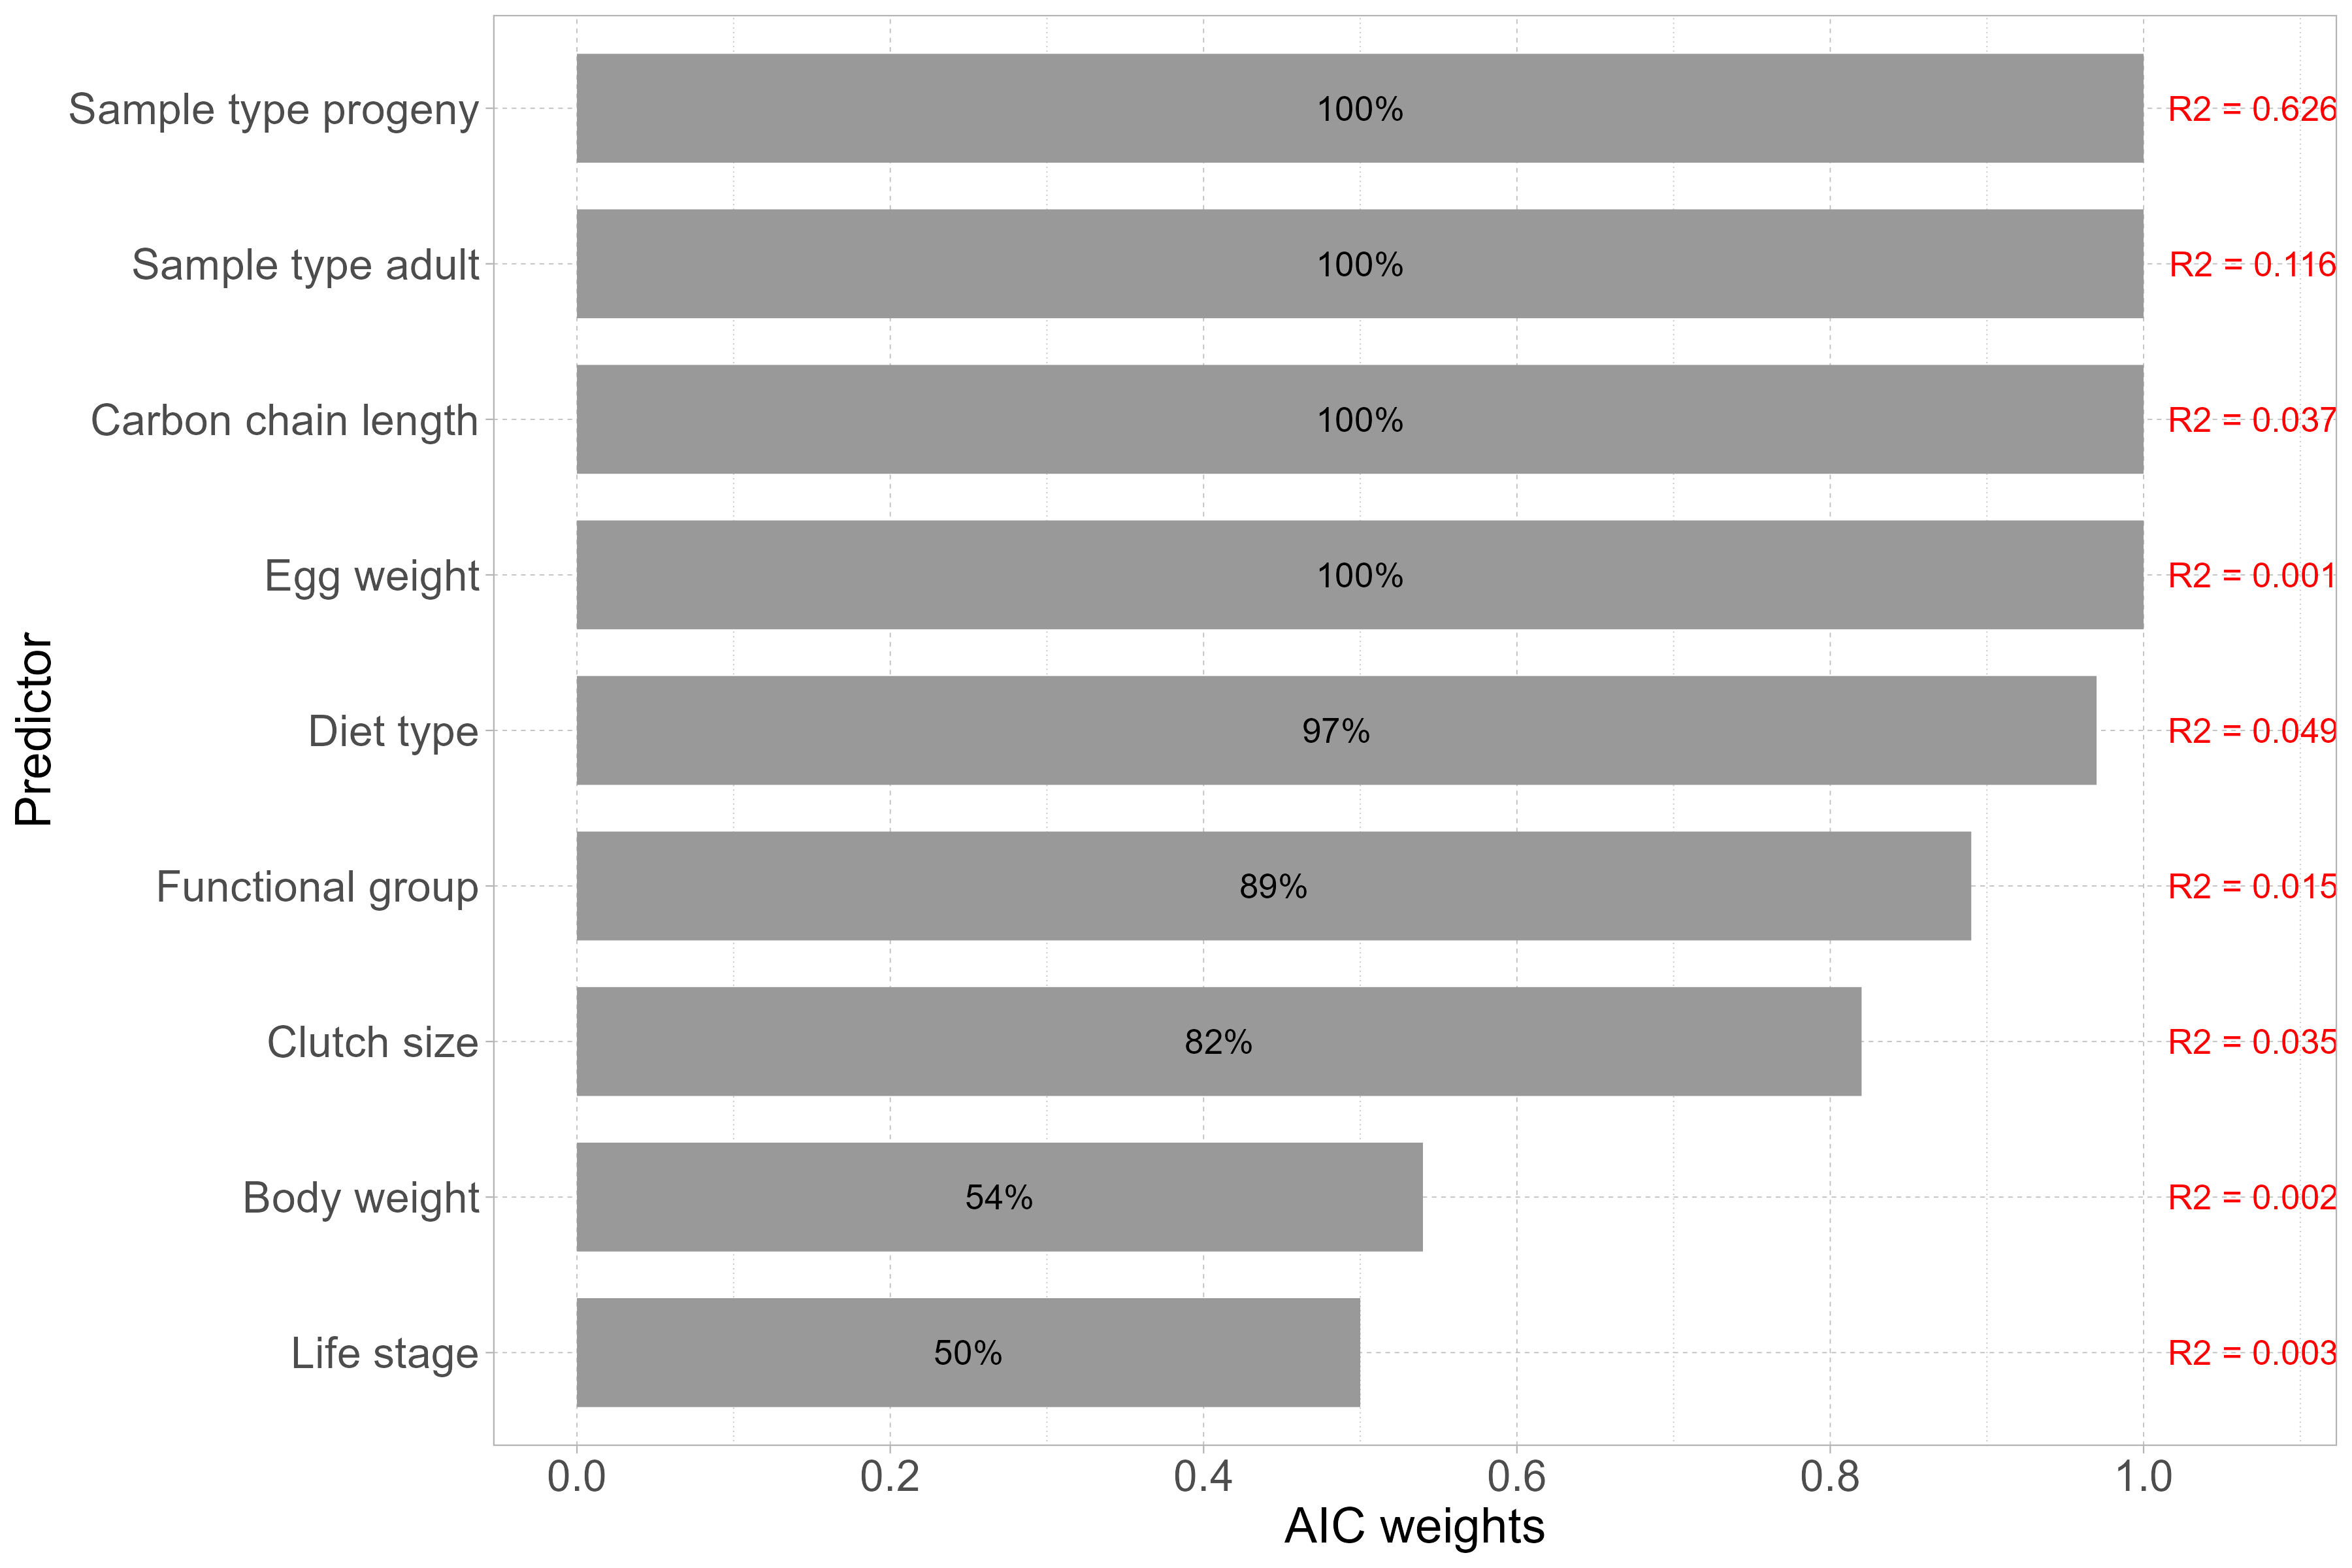 Sample type progeny 100% R2 = 0.626
Sample type adult 100% R2 = 0.116
Carbon chain length 100% R2 = 0.037
Egg weight 100% R2 = 0.001
Diet type 97% R2 = 0.049
Functional group 89% R2 = 0.015
Clutch size 82% R2 = 0.035
Body weight 54% R2 = 0.002
Life stage 50% R2 = 0.003
Predictor
0.0 0.2 0.4 0.6 0.8 1.0
AIC weights